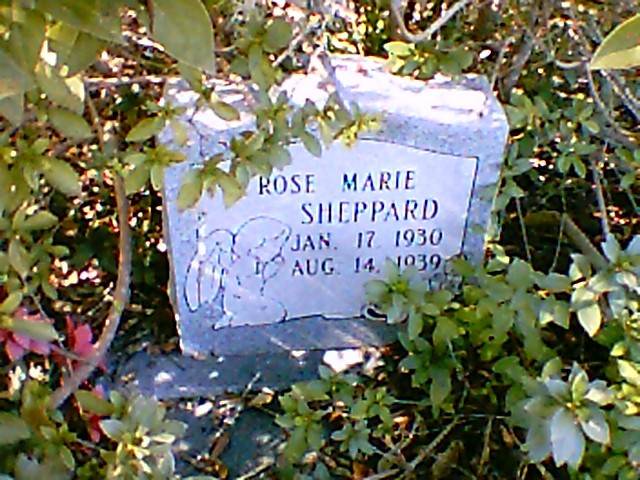 ROSE MARIE
SHEPPARD
JAN. 17 1930
AUG. 14, 1939